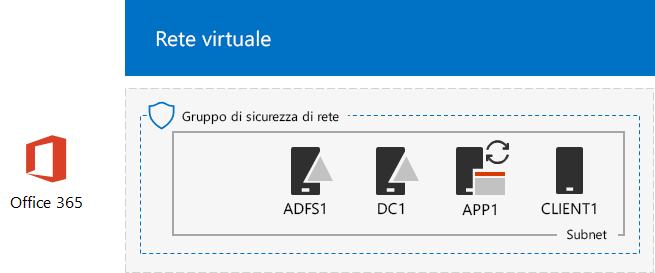 Rete virtuale
Gruppo di sicurezza di rete
Office 365
ADFS1
DC1
APP1
CLIENT1
Subnet